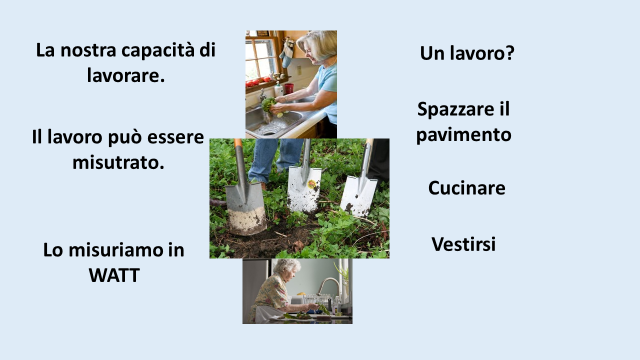 La nostra capacità di
lavorare.
Il lavoro può essere
misutrato.
Lo misuriamo in
WATT
Un lavoro?
Spazzare il
pavimento
Cucinare
Vestirsi